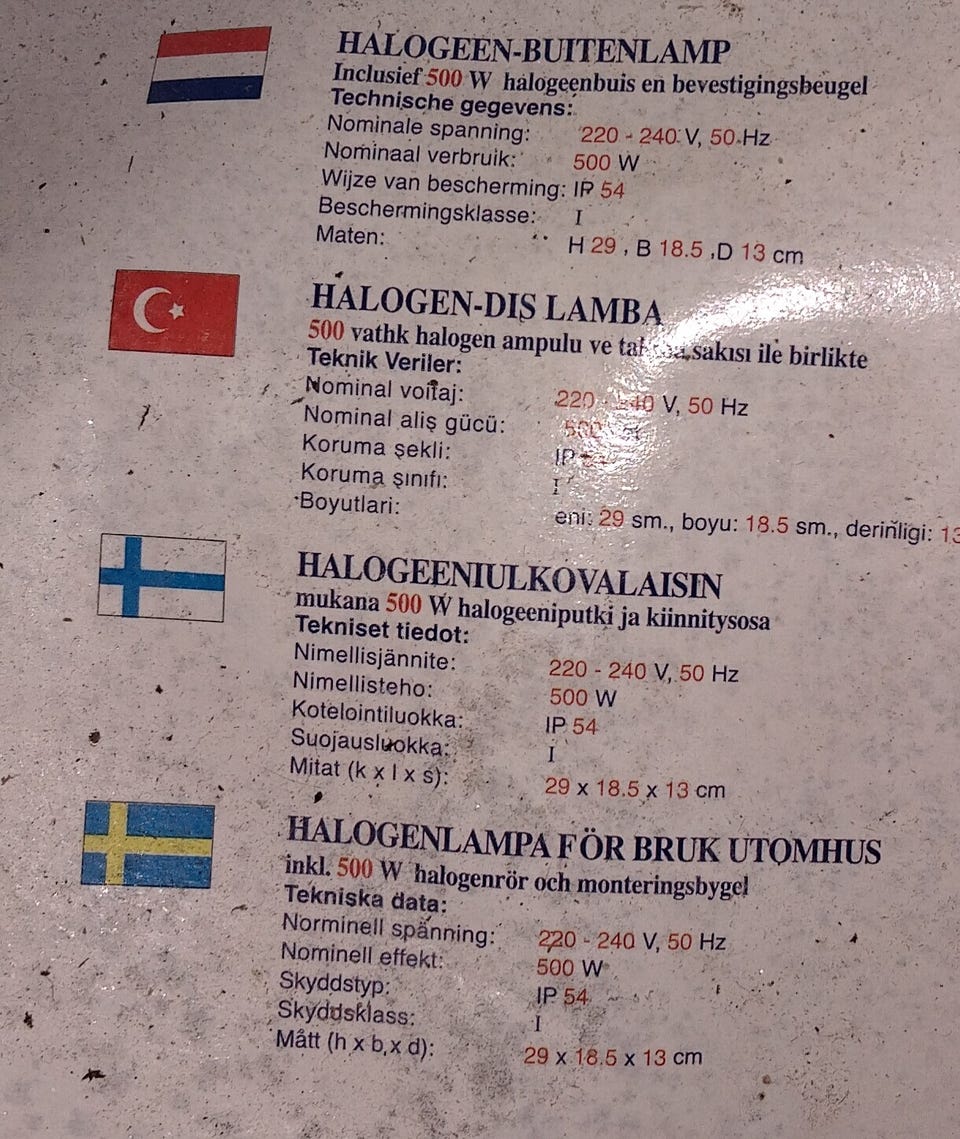 HALOGEEN-BUITENLAMP
Inclusief 500 W halogeenbuis en bevestigingsbeugel
Technische gegevens:
Nominale spanning: 220 - 240 V, 50 Hz
Nominaal verbruik: 500 W
Wijze van bescherming: IP 54
Beschermingsklasse: I
Maten: H 29 , B 18.5 ,D 13 cm
HALOGEN-DIŞ LAMBA
500 vathk halogen ampulu ve sakısı ile birlikte
Teknik Veriler:
Nominal voltaj: 220 - 240 V, 50 Hz
Nominal aliş gücü: 500
Koruma şekli: IP
Koruma şınıfı: I
Boyutlari: eni: 29 sm., boyu: 18.5 sm., derinligi: 13
HALOGEENIULKOVALAISIN
mukana 500 W halogeeniputki ja kiinnitysosa
Tekniset tiedot:
Nimellisjännite: 220 - 240 V, 50 Hz
Nimellisteho: 500 W
Kotelointiluokka: IP 54
Suojausluokka: I
Mitat (k x l x s): 29 x 18.5 x 13 cm
HALOGENLAMPA FÖR BRUK UTOMHUS
inkl. 500 W halogenrör och monteringsbygel
Tekniska data:
Norminell spänning: 220 - 240 V, 50 Hz
Nominell effekt: 500 W
Skyddstyp: IP 54
Skyddsklass: I
Mått (h x b x d): 29 x 18.5 x 13 cm